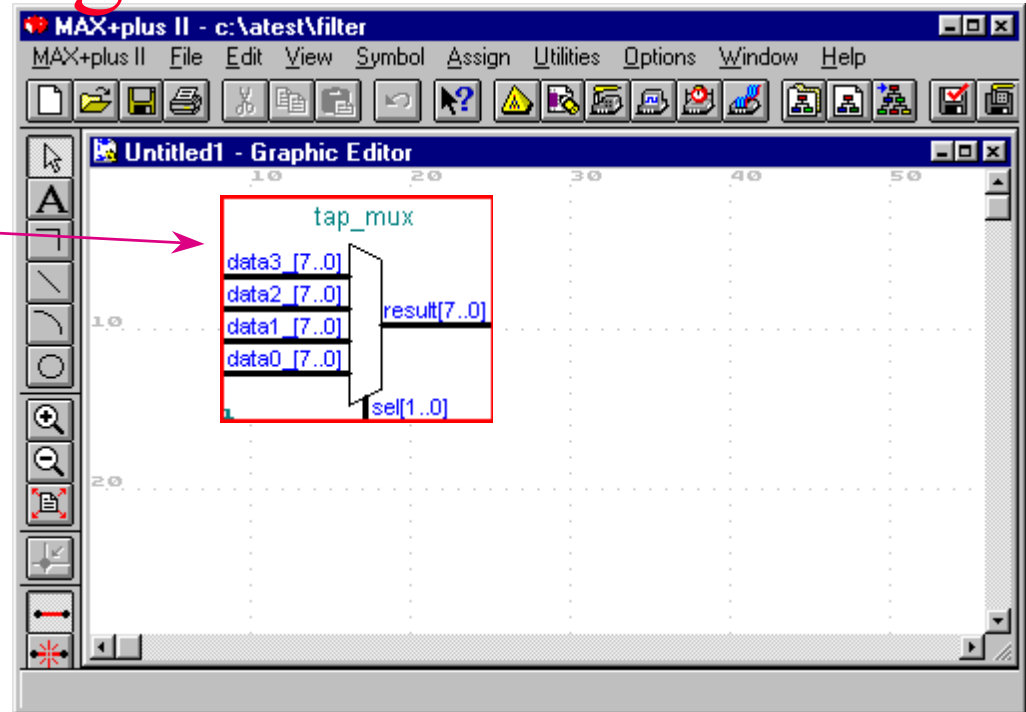 MAX+plus II - c:\atest\filter
MAX+plus II File Edit View Symbol Assign Utilities Options Window Help
Untitled1 - Graphic Editor
10 20 30 40 50
tap_mux
data3_[7..0]
data2_[7..0]
result[7..0]
10
data1_[7..0]
data0_[7..0]
sel[1..0]
1
20
A